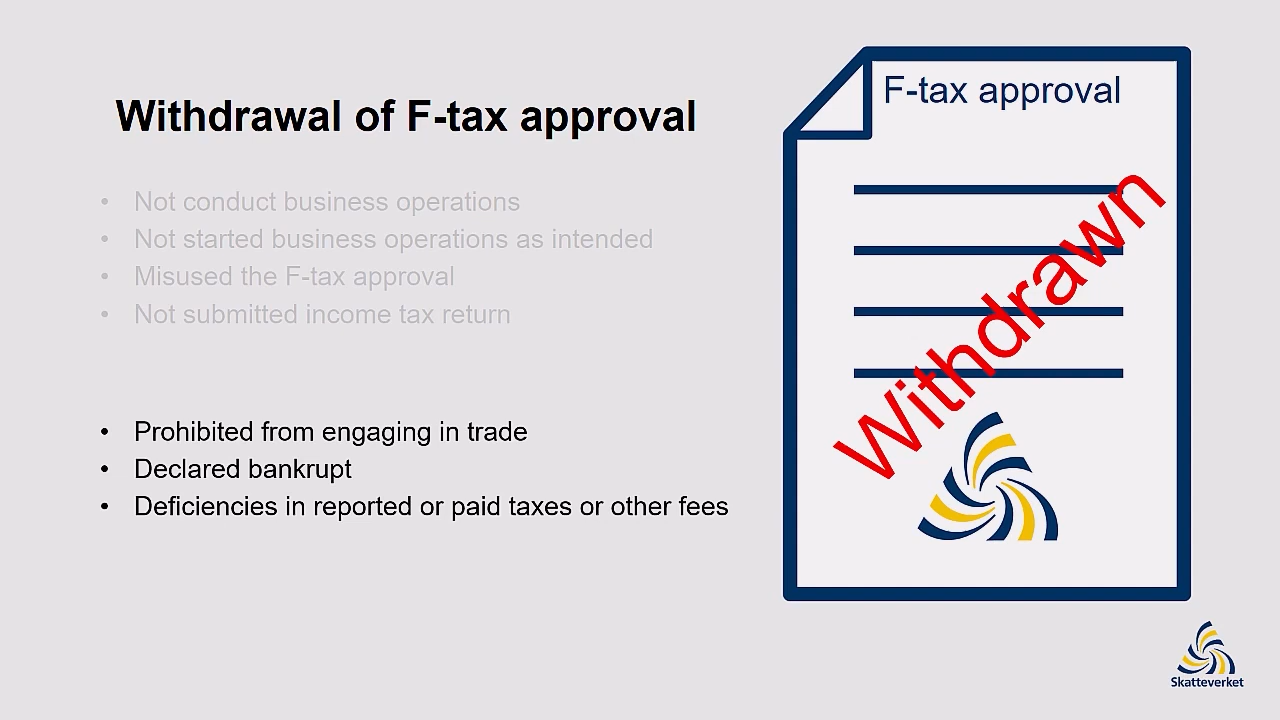 Withdrawal of F-tax approval
• Not conduct business operations
• Not started business operations as intended
• Misused the F-tax approval
• Not submitted income tax return
• Prohibited from engaging in trade
• Declared bankrupt
• Deficiencies in reported or paid taxes or other fees
F-tax approval
Withdrawn
Skatteverket